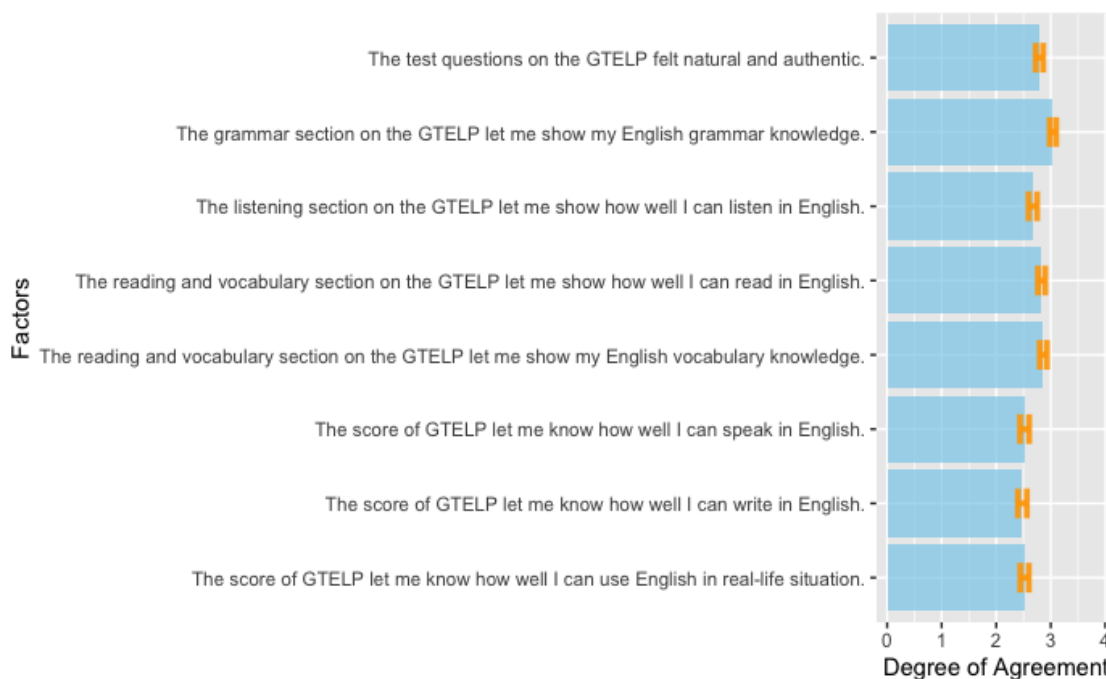 The test questions on the GTELP felt natural and authentic.
The grammar section on the GTELP let me show my English grammar knowledge.
The listening section on the GTELP let me show how well I can listen in English.
The reading and vocabulary section on the GTELP let me show how well I can read in English.
The reading and vocabulary section on the GTELP let me show my English vocabulary knowledge.
The score of GTELP let me know how well I can speak in English.
The score of GTELP let me know how well I can write in English.
The score of GTELP let me know how well I can use English in real-life situation.
Factors
0 1 2 3 4
Degree of Agreement